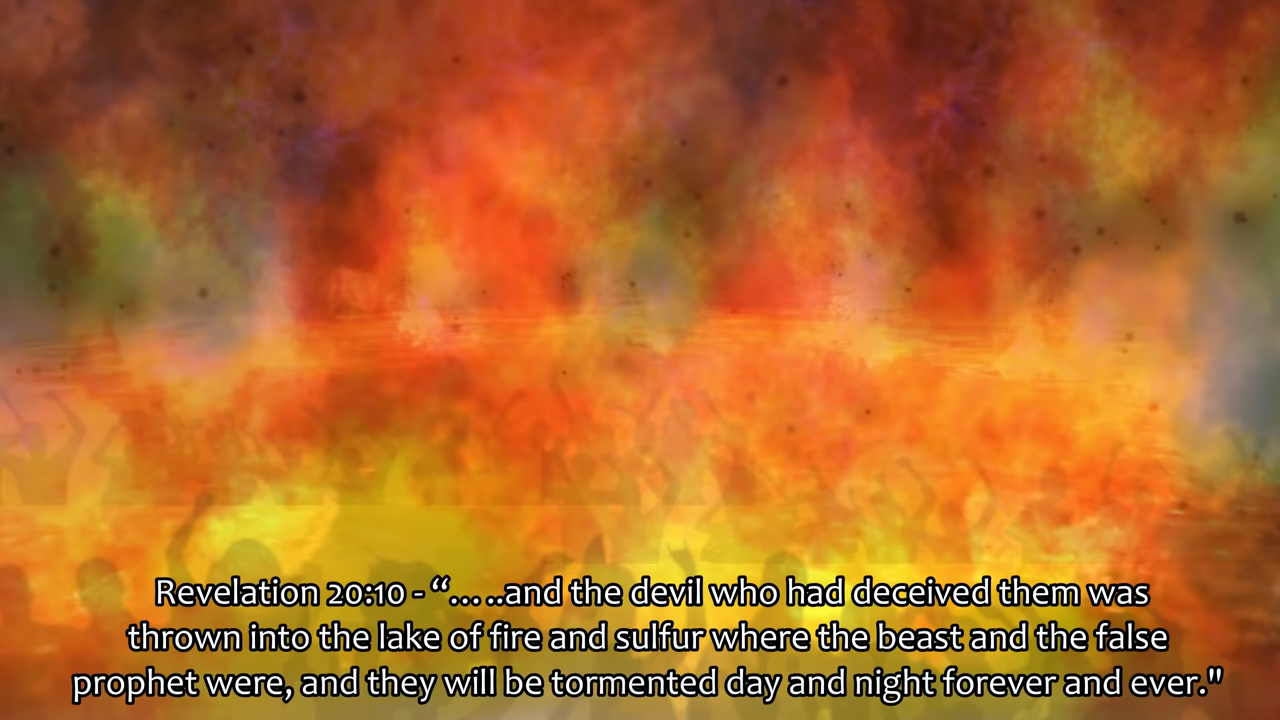 Revelation 20:10 - “.....and the devil who had deceived them was
thrown into the lake of fire and sulfur where the beast and the false
prophet were, and they will be tormented day and night forever and ever."